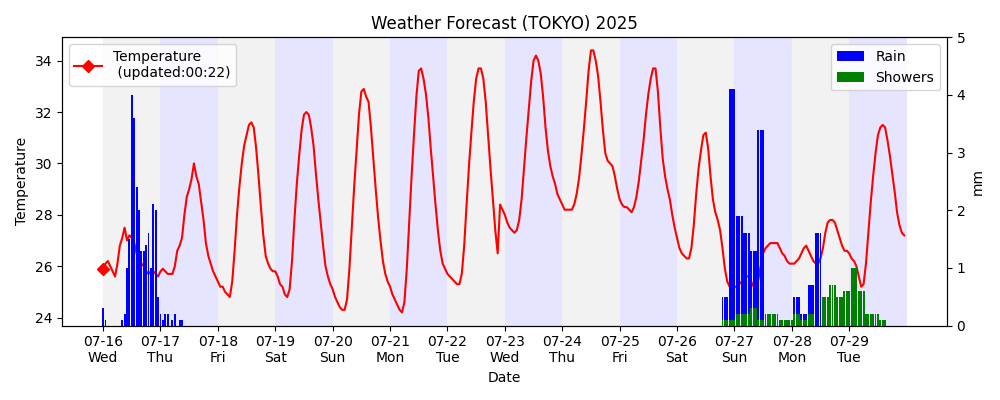 Weather Forecast (TOKYO) 2025
Temperature
(updated:00:22)
Rain
Showers
Temperature
34
32
30
28
26
24
5
4
3
2
1
0
mm
07-16 07-17 07-18 07-19 07-20 07-21 07-22 07-23 07-24 07-25 07-26 07-27 07-28 07-29
Wed Thu Fri Sat Sun Mon Tue Wed Thu Fri Sat Sun Mon Tue
Date